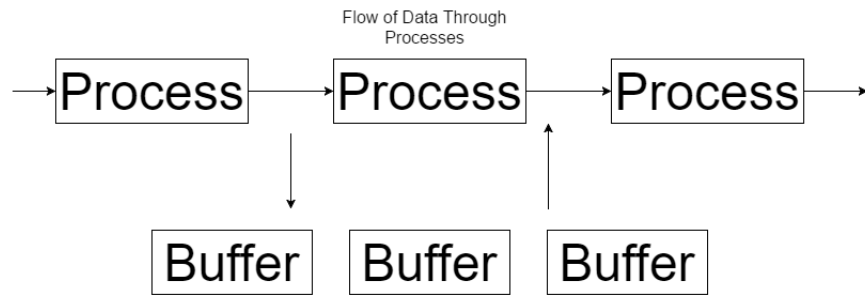 Flow of Data Through
Processes
Process
Process
Process
Buffer
Buffer
Buffer